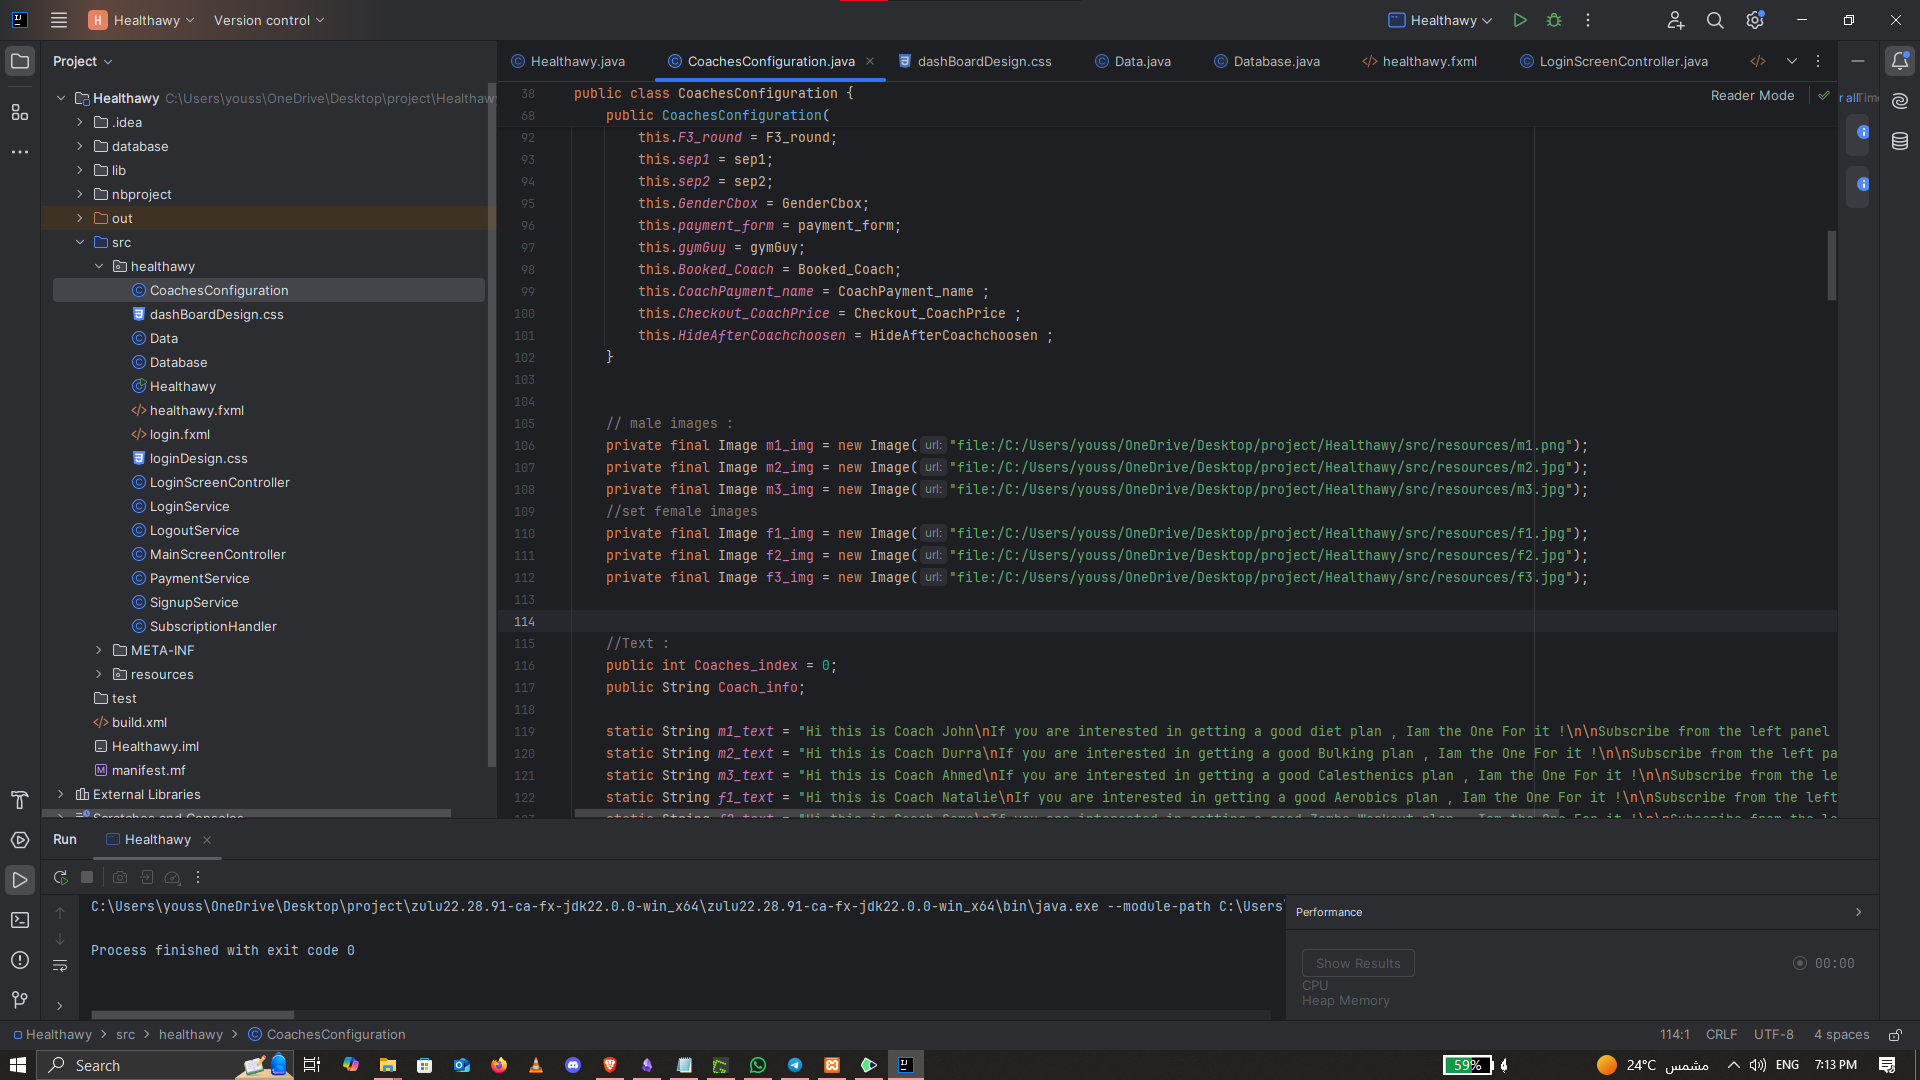 H Healthawy Version control Healthawy
Project
Healthawy.java CoachesConfiguration.java dashBoardDesign.css Data.java Database.java healthawy.fxml LoginScreenController.java
Healthawy C:\Users\youss\OneDrive\Desktop\project\Healthawy
.idea
database
lib
nbproject
out
src
healthawy
CoachesConfiguration
dashBoardDesign.css
Data
Database
Healthawy
healthawy.fxml
login.fxml
loginDesign.css
LoginScreenController
LoginService
LogoutService
MainScreenController
PaymentService
SignupService
SubscriptionHandler
META-INF
resources
test
build.xml
Healthawy.iml
manifest.mf
External Libraries
Scratches and Consoles
Reader Mode
38 public class CoachesConfiguration {
68 public CoachesConfiguration(
92 this.F3_round = F3_round;
93 this.sep1 = sep1;
94 this.sep2 = sep2;
95 this.GenderCbox = GenderCbox;
96 this.payment_form = payment_form;
97 this.gymGuy = gymGuy;
98 this.Booked_Coach = Booked_Coach;
99 this.CoachPayment_name = CoachPayment_name ;
100 this.Checkout_CoachPrice = Checkout_CoachPrice ;
101 this.HideAfterCoachchoosen = HideAfterCoachchoosen ;
102 }
103
104
105 // male images :
106 private final Image m1_img = new Image( url: "file:/C:/Users/youss/OneDrive/Desktop/project/Healthawy/src/resources/m1.png");
107 private final Image m2_img = new Image( url: "file:/C:/Users/youss/OneDrive/Desktop/project/Healthawy/src/resources/m2.jpg");
108 private final Image m3_img = new Image( url: "file:/C:/Users/youss/OneDrive/Desktop/project/Healthawy/src/resources/m3.jpg");
109 //set female images
110 private final Image f1_img = new Image( url: "file:/C:/Users/youss/OneDrive/Desktop/project/Healthawy/src/resources/f1.jpg");
111 private final Image f2_img = new Image( url: "file:/C:/Users/youss/OneDrive/Desktop/project/Healthawy/src/resources/f2.jpg");
112 private final Image f3_img = new Image( url: "file:/C:/Users/youss/OneDrive/Desktop/project/Healthawy/src/resources/f3.jpg");
113
114
115 //Text :
116 public int Coaches_index = 0;
117 public String Coach_info;
118
119 static String m1_text = "Hi this is Coach John\nIf you are interested in getting a good diet plan , Iam the One For it !\n\nSubscribe from the left panel
120 static String m2_text = "Hi this is Coach Durra\nIf you are interested in getting a good Bulking plan , Iam the One For it !\n\nSubscribe from the left pa
121 static String m3_text = "Hi this is Coach Ahmed\nIf you are interested in getting a good Calesthenics plan , Iam the One For it !\n\nSubscribe from the le
122 static String f1_text = "Hi this is Coach Natalie\nIf you are interested in getting a good Aerobics plan , Iam the One For it !\n\nSubscribe from the left
Run Healthawy
C:\Users\youss\OneDrive\Desktop\project\zulu22.28.91-ca-fx-jdk22.0.0-win_x64\zulu22.28.91-ca-fx-jdk22.0.0-win_x64\bin\java.exe --module-path C:\Users\
Process finished with exit code 0
Performance
Show Results 00:00
CPU
Heap Memory
Healthawy src healthawy CoachesConfiguration 114:1 CRLF UTF-8 4 spaces
Search 59% 24°C مشمس ENG 7:13 PM